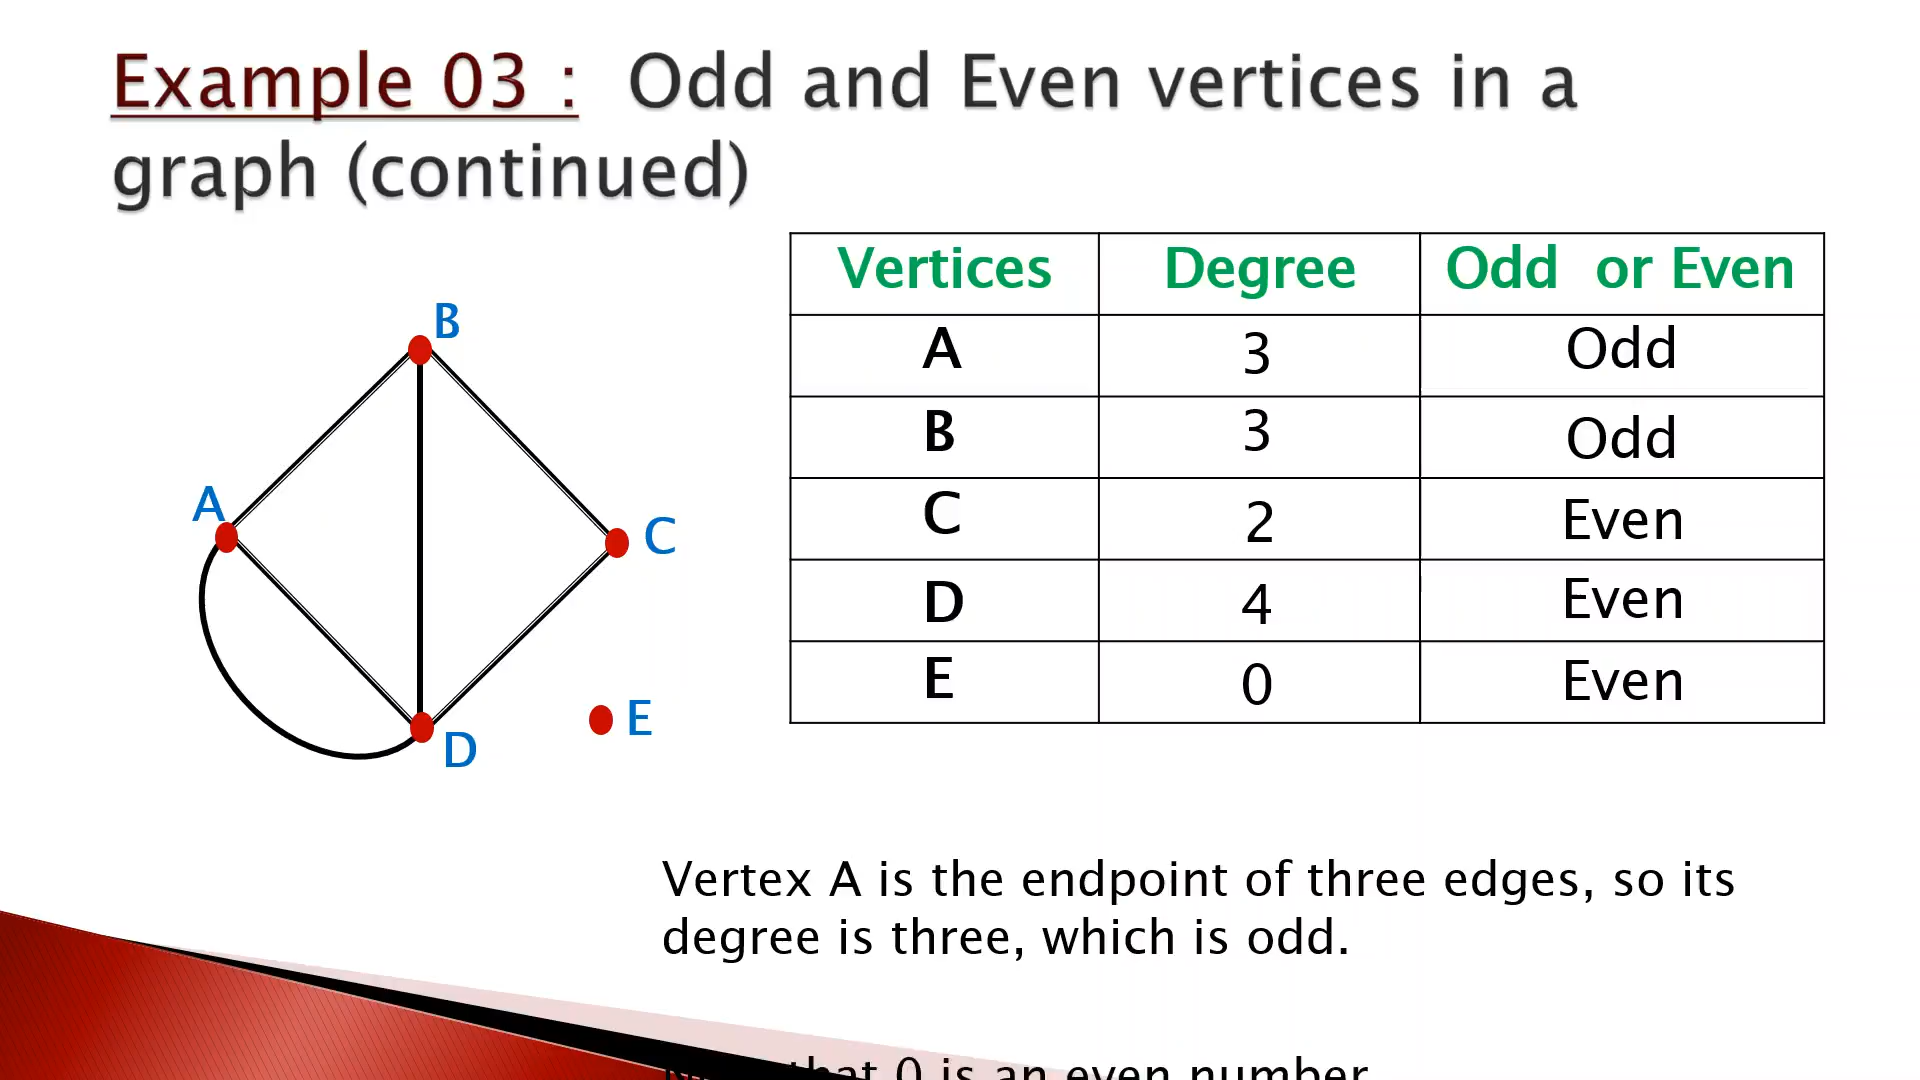 Example 03 : Odd and Even vertices in a
graph (continued)
B
A
C
E
D
Vertices Degree Odd or Even
A 3 Odd
B 3 Odd
C 2 Even
D 4 Even
E 0 Even
Vertex A is the endpoint of three edges, so its
degree is three, which is odd.
that 0 is an even number